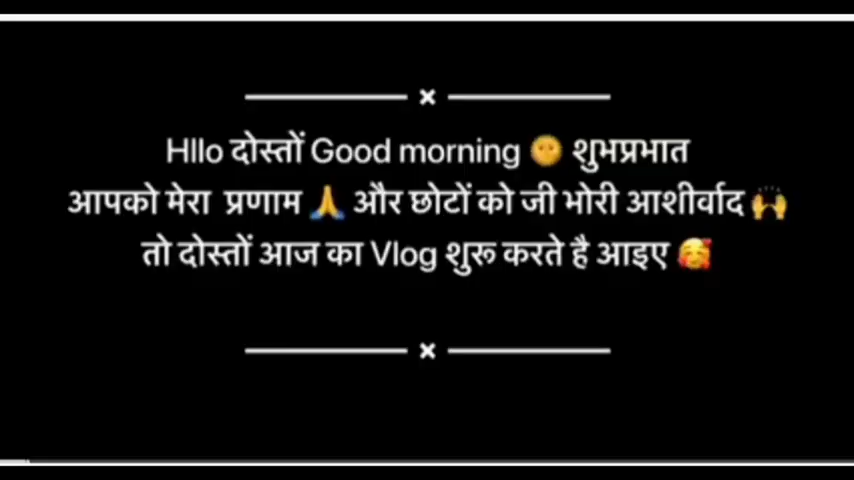 Hllo दोस्तों Good morning 🌞 शुभप्रभात
आपको मेरा प्रणाम 🙏 और छोटों को जी भोरी आशीर्वाद 🙌
तो दोस्तों आज का Vlog शुरू करते है आइए 🥰